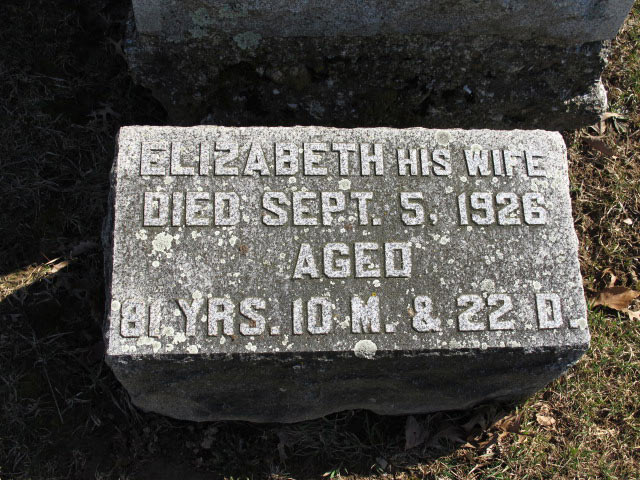 ELIZABETH HIS WIFE
DIED SEPT. 5, 1926
AGED
81 YRS. 10 M. & 22 D.